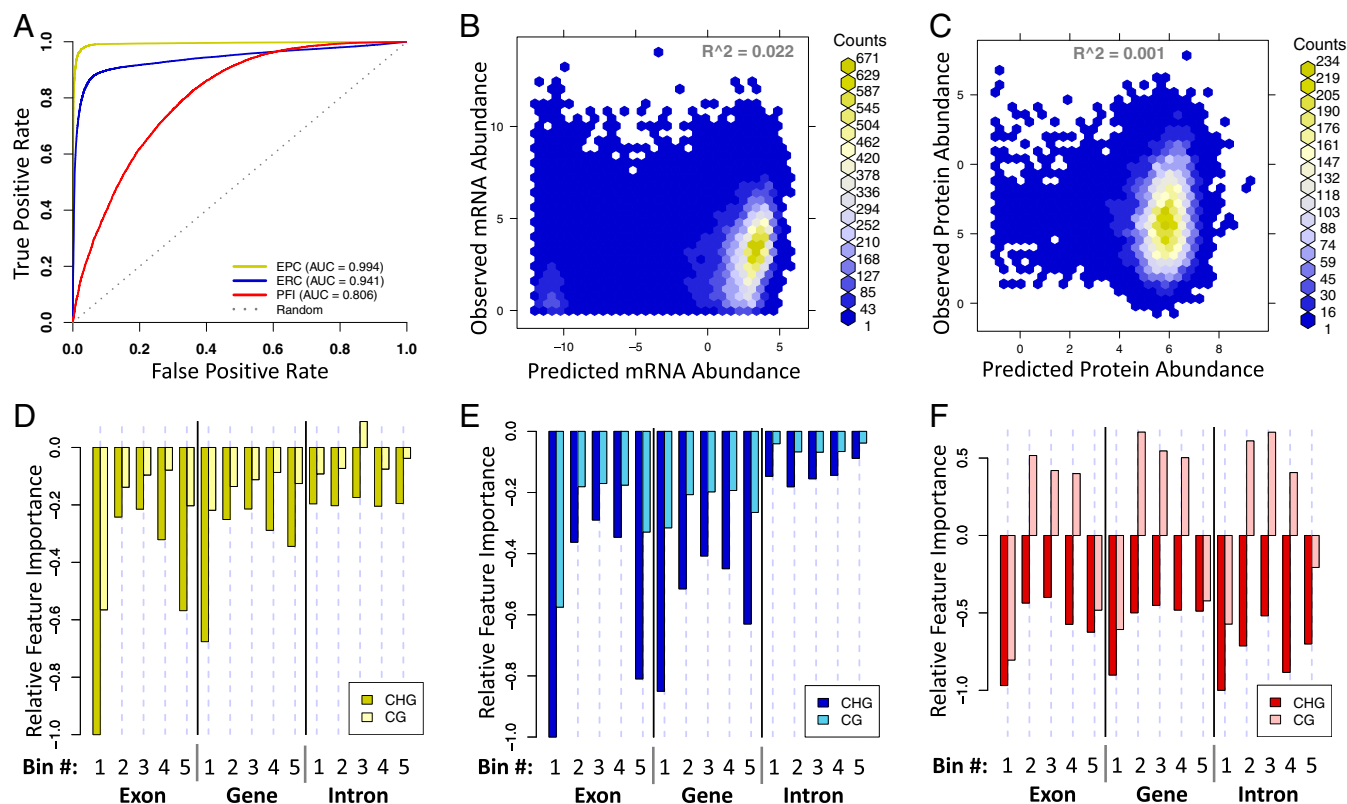 A
1.0
0.8
0.6
0.4
0.2
0.0
True Positive Rate
0.0 0.2 0.4 0.6 0.8 1.0
False Positive Rate
EPC (AUC = 0.994)
ERC (AUC = 0.941)
PFI (AUC = 0.806)
Random
B
R^2 = 0.022
Observed mRNA Abundance
10
5
0
−10 −5 0 5
Predicted mRNA Abundance
Counts
671
629
587
545
504
462
420
378
336
294
252
210
168
127
85
43
1
C
R^2 = 0.001
Observed Protein Abundance
5
0
5
0
0 2 4 6 8
Predicted Protein Abundance
Counts
234
219
205
190
176
161
147
132
118
103
88
74
59
45
30
16
1
D
Relative Feature Importance
0.0
−0.2
−0.4
−0.6
−0.8
−1.0
CHG
CG
Bin #: 1 2 3 4 5 1 2 3 4 5 1 2 3 4 5
Exon Gene Intron
E
Relative Feature Importance
0.0
−0.2
−0.4
−0.6
−0.8
−1.0
CHG
CG
Bin #: 1 2 3 4 5 1 2 3 4 5 1 2 3 4 5
Exon Gene Intron
F
Relative Feature Importance
0.5
0.0
−0.5
−1.0
CHG
CG
Bin #: 1 2 3 4 5 1 2 3 4 5 1 2 3 4 5
Exon Gene Intron